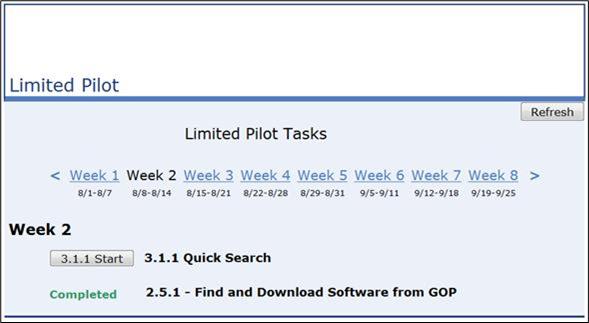 Limited Pilot
Refresh
Limited Pilot Tasks
< Week 1 Week 2 Week 3 Week 4 Week 5 Week 6 Week 7 Week 8 >
8/1-8/7 8/8-8/14 8/15-8/21 8/22-8/28 8/29-8/31 9/5-9/11 9/12-9/18 9/19-9/25
Week 2
3.1.1 Start 3.1.1 Quick Search
Completed 2.5.1 - Find and Download Software from GOP